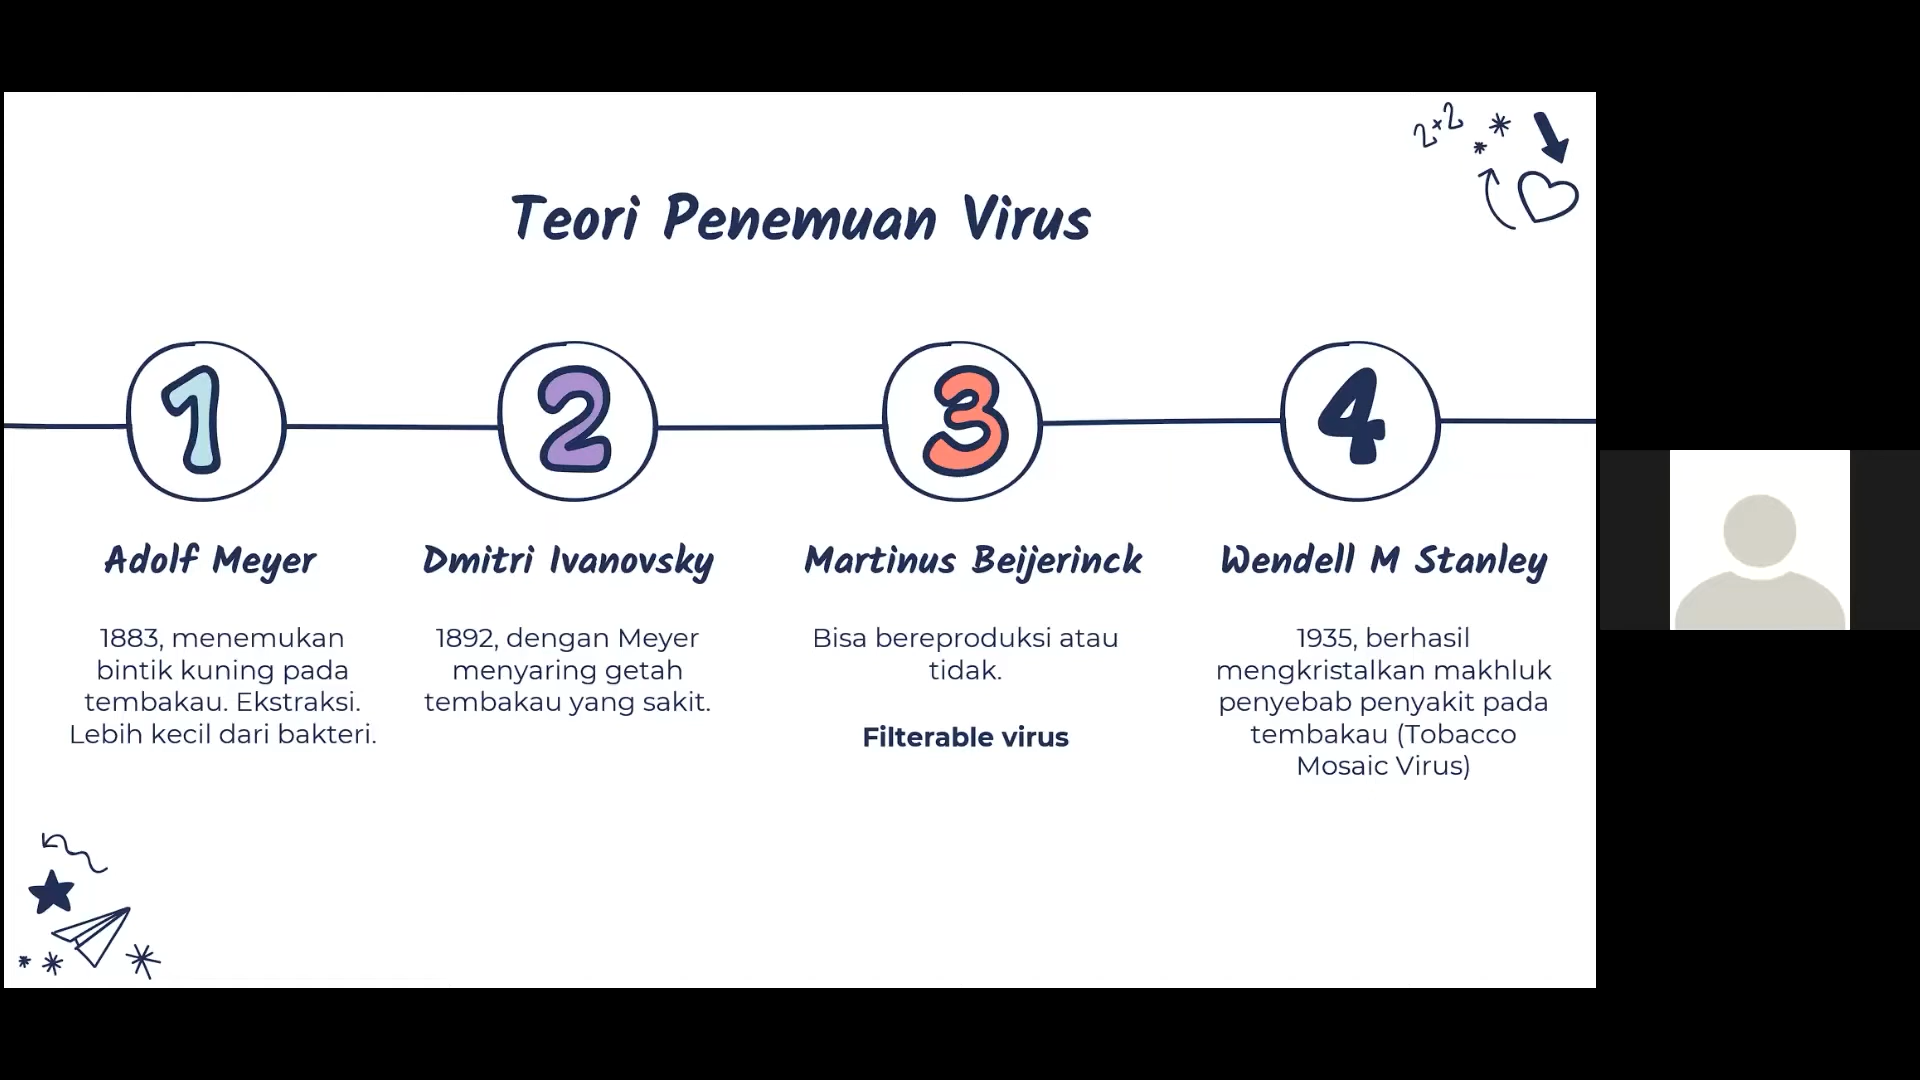 2x2
Teori Penemuan Virus
1
2
3
4
Adolf Meyer
1883, menemukan
bintik kuning pada
tembakau. Ekstraksi.
Lebih kecil dari bakteri.
Dmitri Ivanovsky
1892, dengan Meyer
menyaring getah
tembakau yang sakit.
Martinus Beijerinck
Bisa bereproduksi atau
tidak.
Filterable virus
Wendell M Stanley
1935, berhasil
mengkristalkan makhluk
penyebab penyakit pada
tembakau (Tobacco
Mosaic Virus)